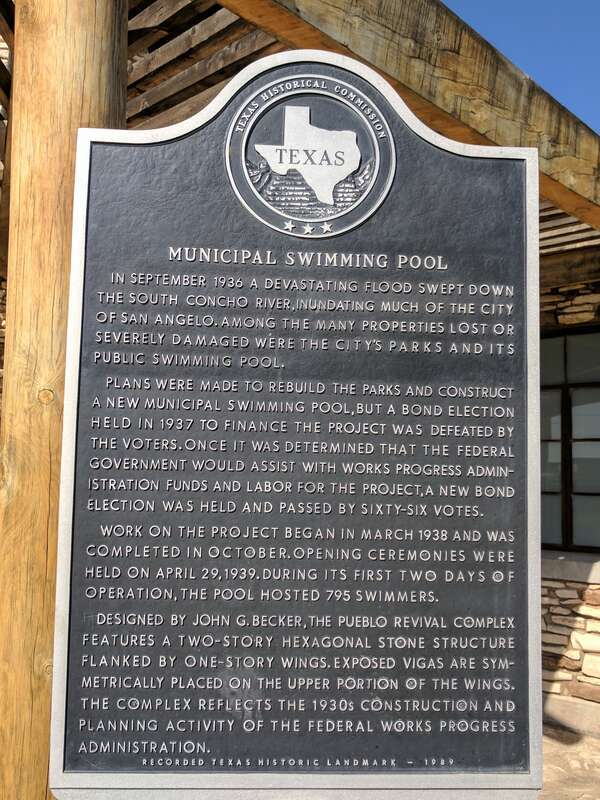 TEXAS HISTORICAL COMMISSION
TEXAS
MUNICIPAL SWIMMING POOL
IN SEPTEMBER 1936 A DEVASTATING FLOOD SWEPT DOWN
THE SOUTH CONCHO RIVER, INUNDATING MUCH OF THE CITY
OF SAN ANGELO. AMONG THE MANY PROPERTIES LOST OR
SEVERELY DAMAGED WERE THE CITY'S PARKS AND ITS
PUBLIC SWIMMING POOL.
PLANS WERE MADE TO REBUILD THE PARKS AND CONSTRUCT
A NEW MUNICIPAL SWIMMING POOL, BUT A BOND ELECTION
HELD IN 1937 TO FINANCE THE PROJECT WAS DEFEATED BY
THE VOTERS. ONCE IT WAS DETERMINED THAT THE FEDERAL
GOVERNMENT WOULD ASSIST WITH WORKS PROGRESS ADMIN-
ISTRATION FUNDS AND LABOR FOR THE PROJECT, A NEW BOND
ELECTION WAS HELD AND PASSED BY SIXTY-SIX VOTES.
WORK ON THE PROJECT BEGAN IN MARCH 1938 AND WAS
COMPLETED IN OCTOBER. OPENING CEREMONIES WERE
HELD ON APRIL 29, 1939. DURING ITS FIRST TWO DAYS OF
OPERATION, THE POOL HOSTED 795 SWIMMERS.
DESIGNED BY JOHN G. BECKER, THE PUEBLO REVIVAL COMPLEX
FEATURES A TWO-STORY HEXAGONAL STONE STRUCTURE
FLANKED BY ONE-STORY WINGS. EXPOSED VIGAS ARE SYM-
METRICALLY PLACED ON THE UPPER PORTION OF THE WINGS.
THE COMPLEX REFLECTS THE 1930s CONSTRUCTION AND
PLANNING ACTIVITY OF THE FEDERAL WORKS PROGRESS
ADMINISTRATION.
RECORDED TEXAS HISTORIC LANDMARK – 1989